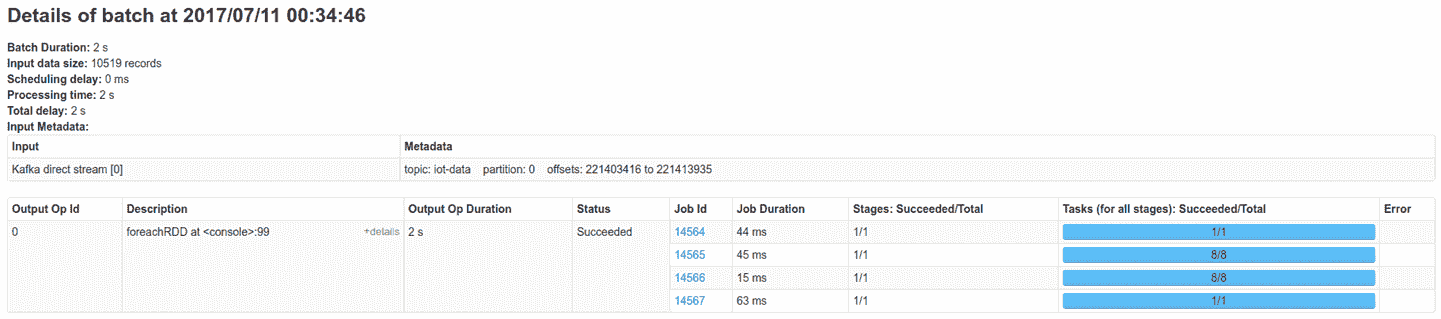 Details of batch at 2017/07/11 00:34:46
Batch Duration: 2 s
Input data size: 10519 records
Scheduling delay: 0 ms
Processing time: 2 s
Total delay: 2 s
Input Metadata:
Input Metadata
Kafka direct stream [0] topic: iot-data partition: 0 offsets: 221403416 to 221413935
Output Op Id Description Output Op Duration Status Job Id Job Duration Stages: Succeeded/Total Tasks (for all stages): Succeeded/Total Error
0 foreachRDD at <console>:99 +details 2 s Succeeded 14564 44 ms 1/1 1/1
14565 45 ms 1/1 8/8
14566 15 ms 1/1 8/8
14567 63 ms 1/1 1/1